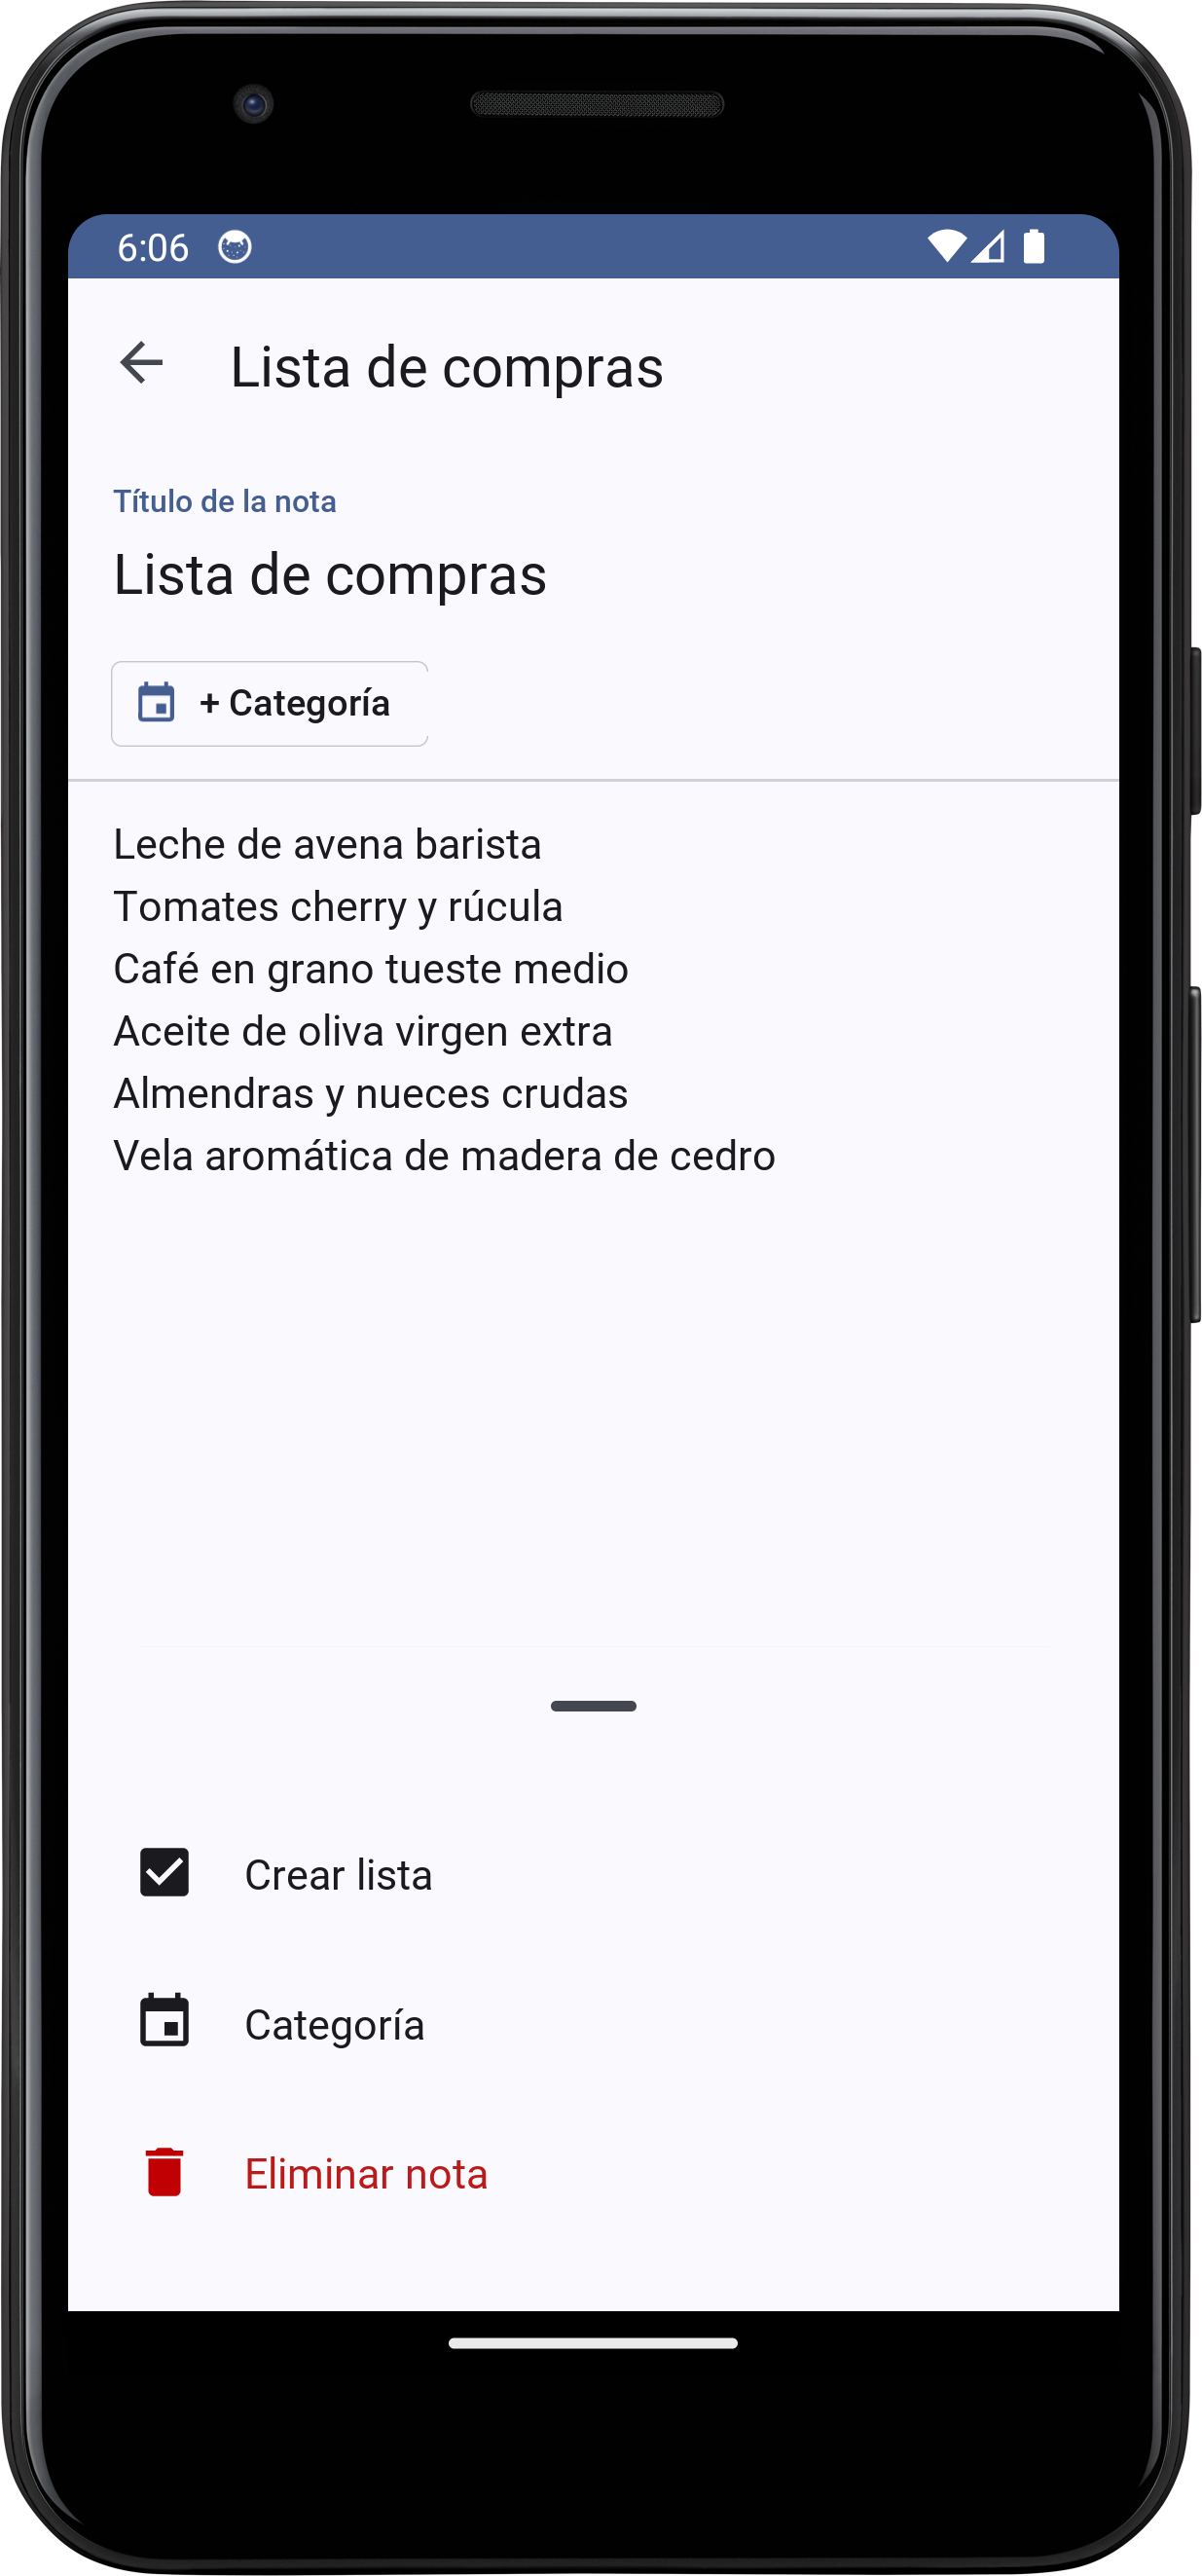 6:06
Lista de compras
Título de la nota
Lista de compras
+ Categoría
Leche de avena barista
Tomates cherry y rúcula
Café en grano tueste medio
Aceite de oliva virgen extra
Almendras y nueces crudas
Vela aromática de madera de cedro
Crear lista
Categoría
Eliminar nota